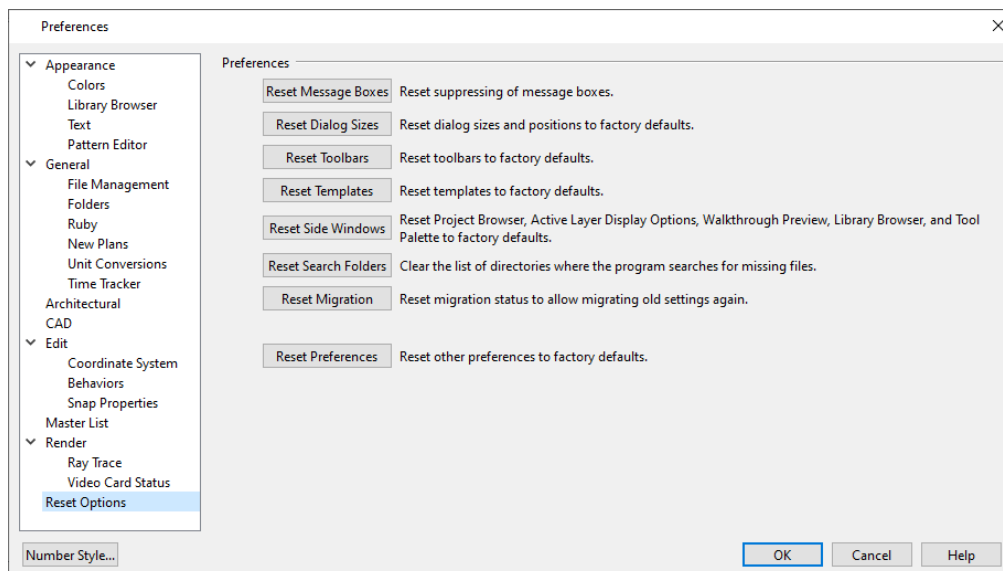 Preferences
Appearance
Colors
Library Browser
Text
Pattern Editor
General
File Management
Folders
Ruby
New Plans
Unit Conversions
Time Tracker
Architectural
CAD
Edit
Coordinate System
Behaviors
Snap Properties
Master List
Render
Ray Trace
Video Card Status
Reset Options
Preferences
Reset Message Boxes Reset suppressing of message boxes.
Reset Dialog Sizes Reset dialog sizes and positions to factory defaults.
Reset Toolbars Reset toolbars to factory defaults.
Reset Templates Reset templates to factory defaults.
Reset Side Windows Reset Project Browser, Active Layer Display Options, Walkthrough Preview, Library Browser, and Tool
Palette to factory defaults.
Reset Search Folders Clear the list of directories where the program searches for missing files.
Reset Migration Reset migration status to allow migrating old settings again.
Reset Preferences Reset other preferences to factory defaults.
Number Style... OK Cancel Help